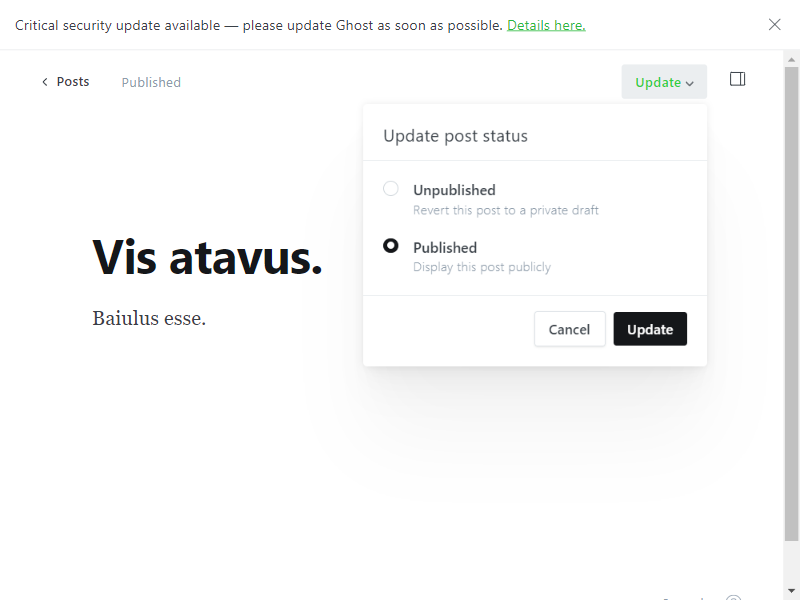 Critical security update available — please update Ghost as soon as possible. Details here.
Posts
Published
Update
Update post status
Unpublished
Revert this post to a private draft
Published
Display this post publicly
Cancel
Update
Vis atavus.
Baiulus esse.